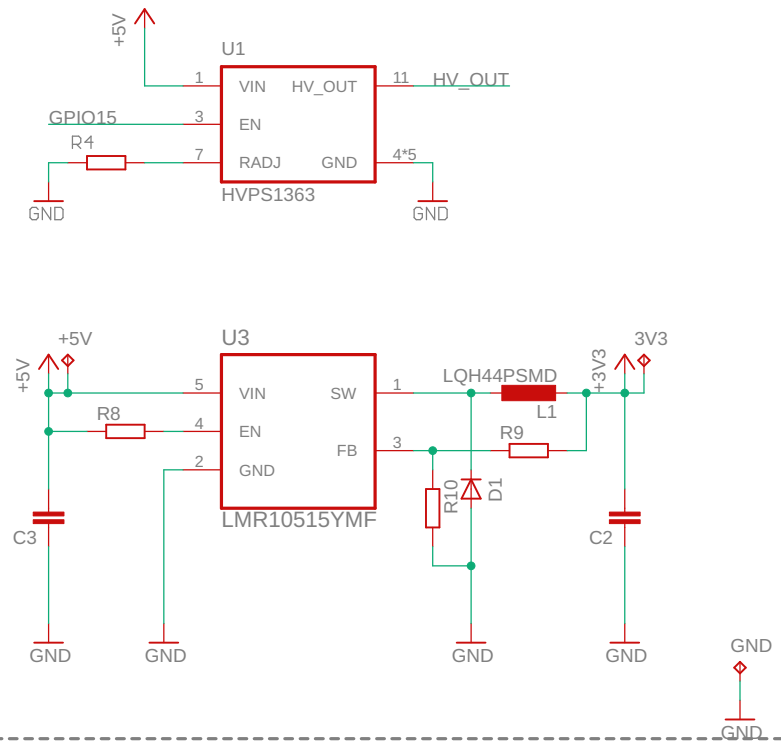 +5V
U1
1 VIN HV_OUT 11 HV_OUT
GPIO15 3 EN
R4 7 RADJ GND 4*5
GND HVPS1363 GND
+5V +5V U3 +3V3 3V3
5 VIN SW 1 LQH44PSMD
L1
R8 4 EN R9
FB 3
2 GND
R10 D1
LMR10515YMF
C3 C2
GND GND GND GND
GND
GND